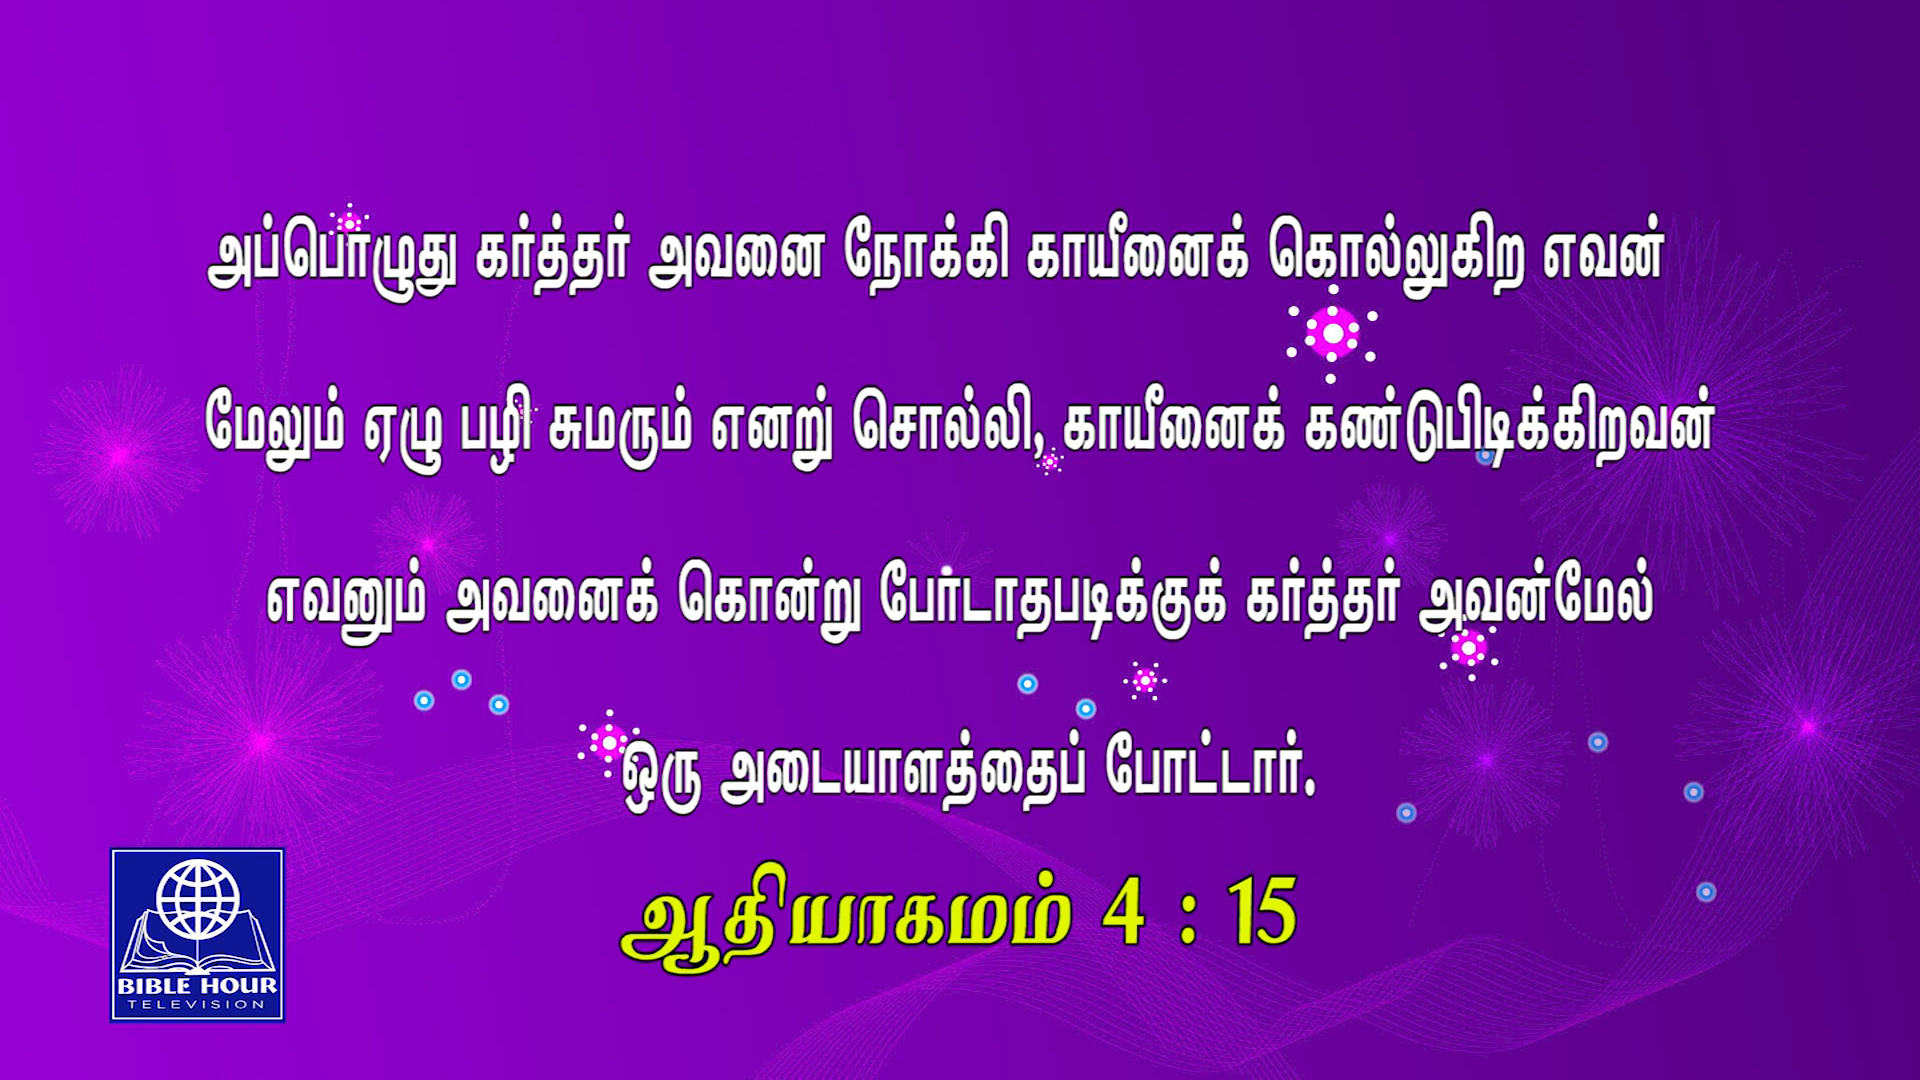 அப்பொழுது கர்த்தர் அவனை நோக்கி காயீனைக் கொல்லுகிற எவன்
மேலும் ஏழு பழி சுமரும் எனறு் சொல்லி, காயீனைக் கண்டுபிடிக்கிறவன்
எவனும் அவனைக் கொன்று பேர்டாதபடிக்குக் கர்த்தர் அவன்மேல்
ஒரு அடையாளத்தைப் போட்டார்.
ஆதியாகமம் 4 : 15
BIBLE HOUR
TELEVISION